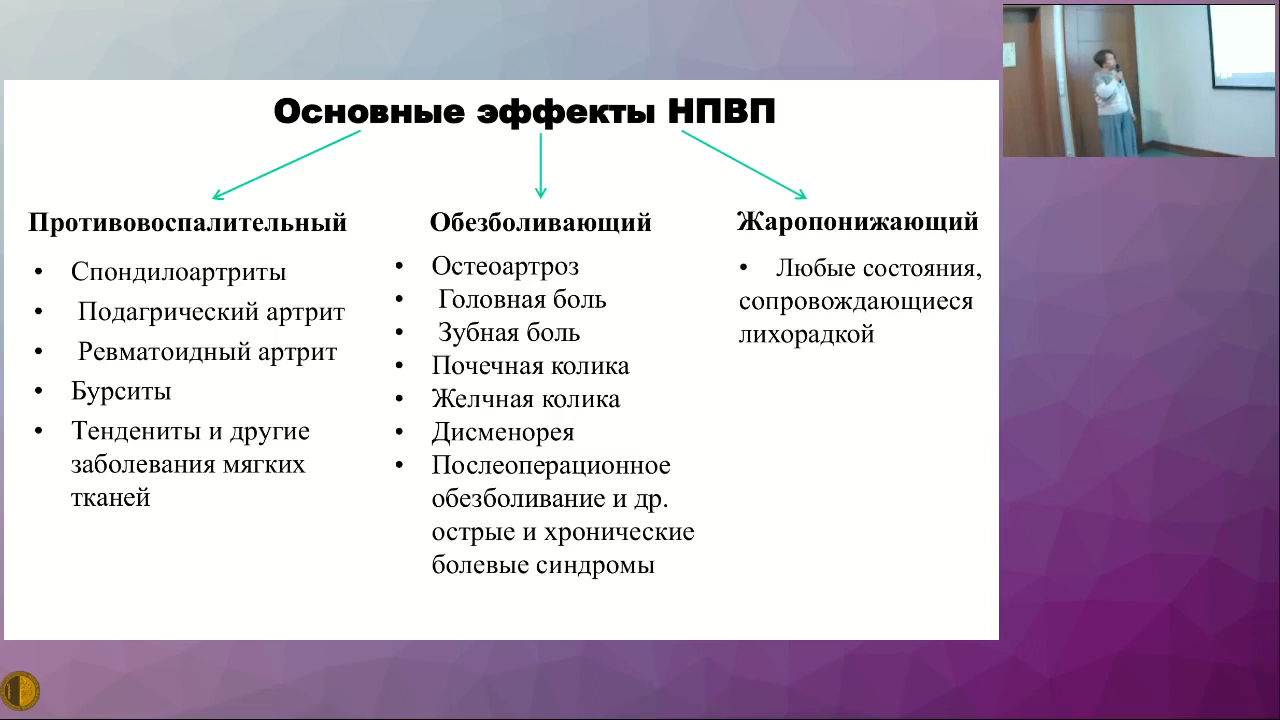 Основные эффекты НПВП
Противовоспалительный
• Спондилоартриты
• Подагрический артрит
• Ревматоидный артрит
• Бурситы
• Тендениты и другие
заболевания мягких
тканей
Обезболивающий
• Остеоартроз
• Головная боль
• Зубная боль
• Почечная колика
• Желчная колика
• Дисменорея
• Послеоперационное
обезболивание и др.
острые и хронические
болевые синдромы
Жаропонижающий
• Любые состояния,
сопровождающиеся
лихорадкой